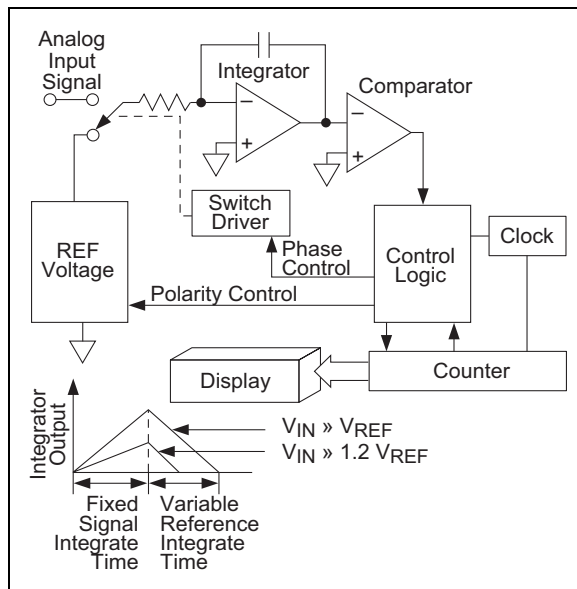 Analog
Input
Signal
Integrator
Comparator
–
+
–
+
REF
Voltage
Switch
Driver
Phase
Control
Control
Logic
Clock
Polarity Control
Display
Counter
Integrator
Output
VIN » VREF
VIN » 1.2 VREF
Fixed
Signal
Integrate
Time
Variable
Reference
Integrate
Time